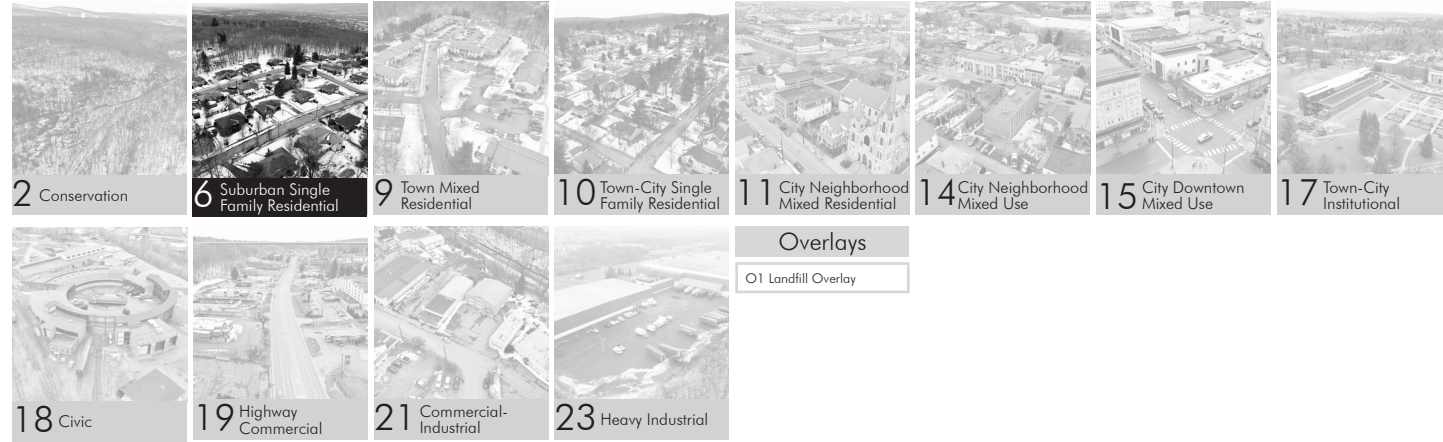 2 Conservation
6 Suburban Single
Family Residential
9 Town Mixed
Residential
10 Town-City Single
Family Residential
11 City Neighborhood
Mixed Residential
14 City Neighborhood
Mixed Use
15 City Downtown
Mixed Use
17 Town-City
Institutional
18 Civic
19 Highway
Commercial
21 Commercial-
Industrial
23 Heavy Industrial
Overlays
O1 Landfill Overlay